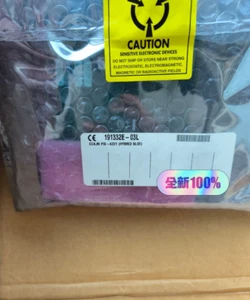 CAUTION
SENSITIVE ELECTRONIC DEVICES
DO NOT SHIP OR STORE NEAR STRONG
ELECTROSTATIC, ELECTROMAGNETIC,
MAGNETIC OR RADIOACTIVE FIELDS
CE 191332E-03L
全新100%